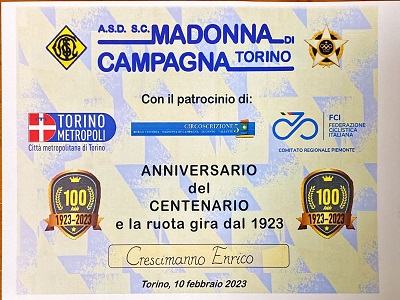 A.S.D. S.C. MADONNA DI
CAMPAGNA TORINO
Con il patrocinio di:
TORINO
METROPOLI
Città metropolitana di Torino
CIRCOSCRIZIONE 5
FCI
FEDERAZIONE
CICLISTICA
ITALIANA
COMITATO REGIONALE PIEMONTE
ANNIVERSARIO
del
CENTENARIO
e la ruota gira dal 1923
100
1923-2023
100
1923-2023
Crescimanno Enrico
Torino, 10 febbraio 2023